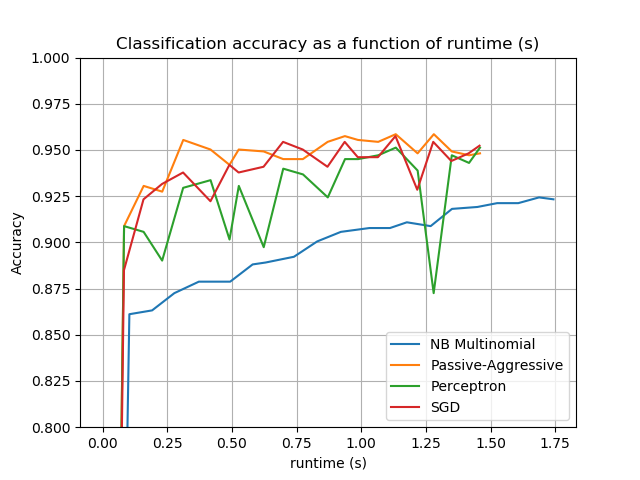 Classification accuracy as a function of runtime (s)
1.000
0.975
0.950
0.925
0.900
0.875
0.850
0.825
0.800
Accuracy
NB Multinomial
Passive-Aggressive
Perceptron
SGD
0.00 0.25 0.50 0.75 1.00 1.25 1.50 1.75
runtime (s)